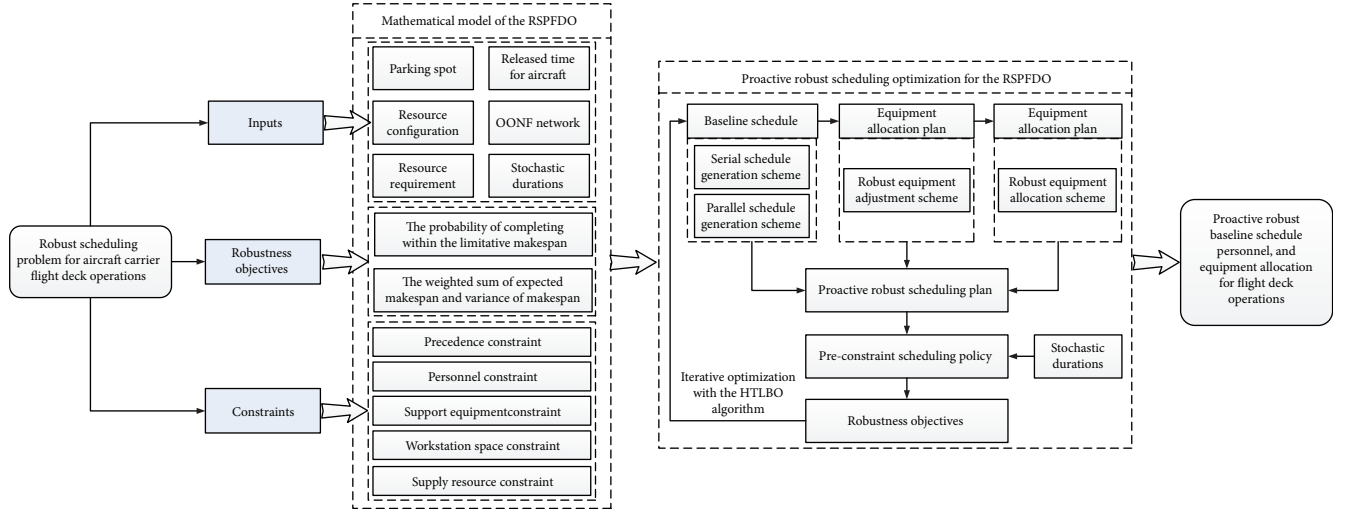 Robust scheduling
problem for aircraft carrier
flight deck operations
Inputs
Robustness
objectives
Constraints
Mathematical model of the RSPFDO
Parking spot
Released time
for aircraft
Resource
configuration
OONF network
Resource
requirement
Stochastic
durations
The probability of completing
within the limitative makespan
The weighted sum of expected
makespan and variance of makespan
Precedence constraint
Personnel constraint
Support equipmentconstraint
Workstation space constraint
Supply resource constraint
Proactive robust scheduling optimization for the RSPFDO
Baseline schedule
Equipment
allocation plan
Equipment
allocation plan
Serial schedule
generation scheme
Parallel schedule
generation scheme
Robust equipment
adjustment scheme
Robust equipment
allocation scheme
Proactive robust scheduling plan
Pre-constraint scheduling policy
Stochastic
durations
Iterative optimization
with the HTLBO
algorithm
Robustness objectives
Proactive robust
baseline schedule
personnel, and
equipment allocation
for flight deck
operations